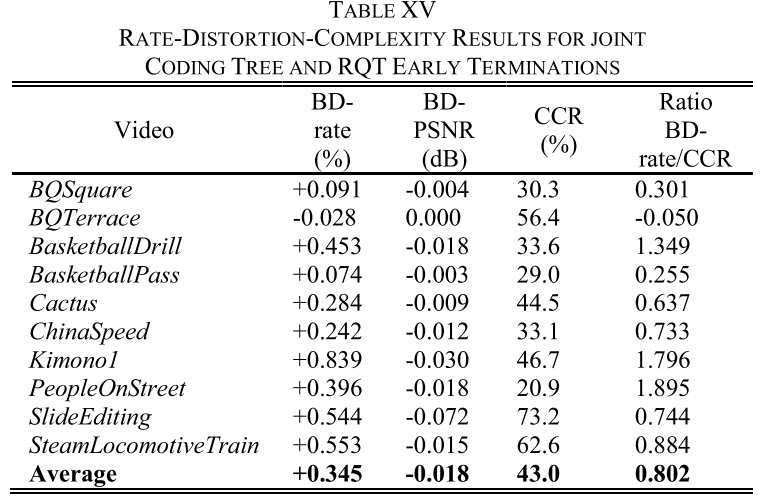 TABLE XV
RATE-DISTORTION-COMPLEXITY RESULTS FOR JOINT
CODING TREE AND RQT EARLY TERMINATIONS
Video BD-rate (%) BD-PSNR (dB) CCR (%) Ratio BD-rate/CCR
BQSquare +0.091 -0.004 30.3 0.301
BQTerrace -0.028 0.000 56.4 -0.050
BasketballDrill +0.453 -0.018 33.6 1.349
BasketballPass +0.074 -0.003 29.0 0.255
Cactus +0.284 -0.009 44.5 0.637
ChinaSpeed +0.242 -0.012 33.1 0.733
Kimono1 +0.839 -0.030 46.7 1.796
PeopleOnStreet +0.396 -0.018 20.9 1.895
SlideEditing +0.544 -0.072 73.2 0.744
SteamLocomotiveTrain +0.553 -0.015 62.6 0.884
Average +0.345 -0.018 43.0 0.802